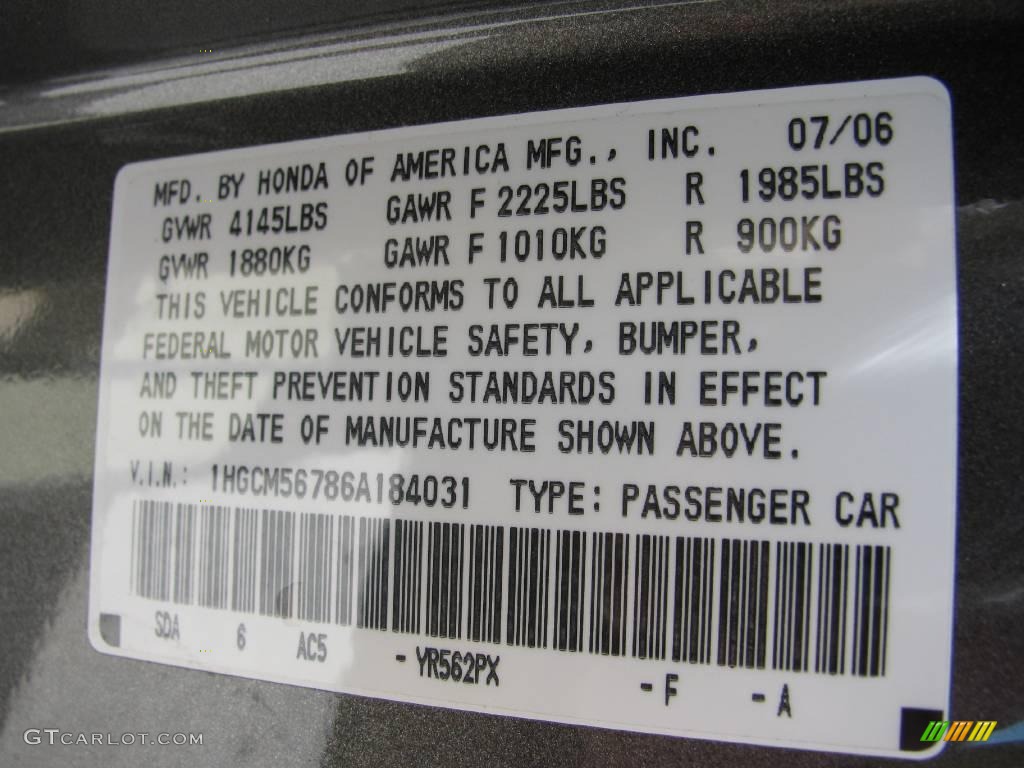 MFD. BY HONDA OF AMERICA MFG., INC. 07/06
GVWR 4145LBS GAWR F 2225LBS R 1985LBS
GVWR 1880KG GAWR F 1010KG R 900KG
THIS VEHICLE CONFORMS TO ALL APPLICABLE
FEDERAL MOTOR VEHICLE SAFETY, BUMPER,
AND THEFT PREVENTION STANDARDS IN EFFECT
ON THE DATE OF MANUFACTURE SHOWN ABOVE.
V.I.N.: 1HGCM56786A184031 TYPE: PASSENGER CAR
SDA 6 AC5 -YR562PX -F -A
GTCARLOT.COM